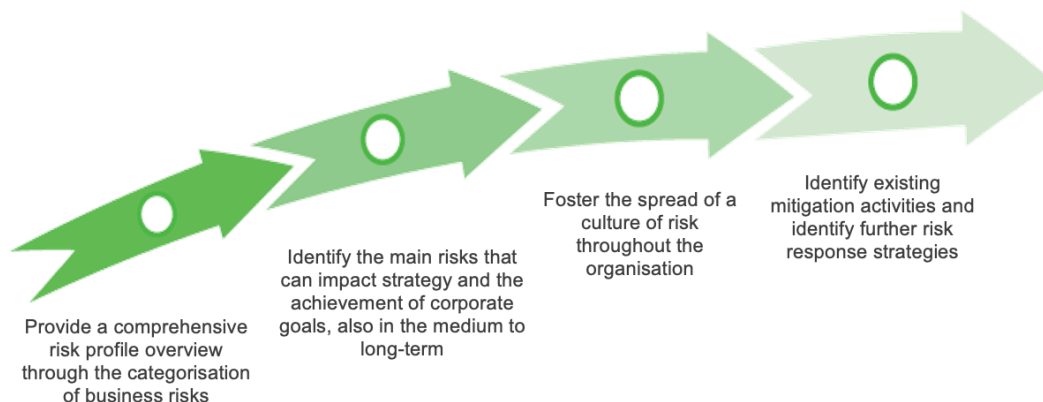 Provide a comprehensive
risk profile overview
through the categorisation
of business risks
Identify the main risks that
can impact strategy and the
achievement of corporate
goals, also in the medium to
long-term
Foster the spread of a
culture of risk
throughout the
organisation
Identify existing
mitigation activities and
identify further risk
response strategies